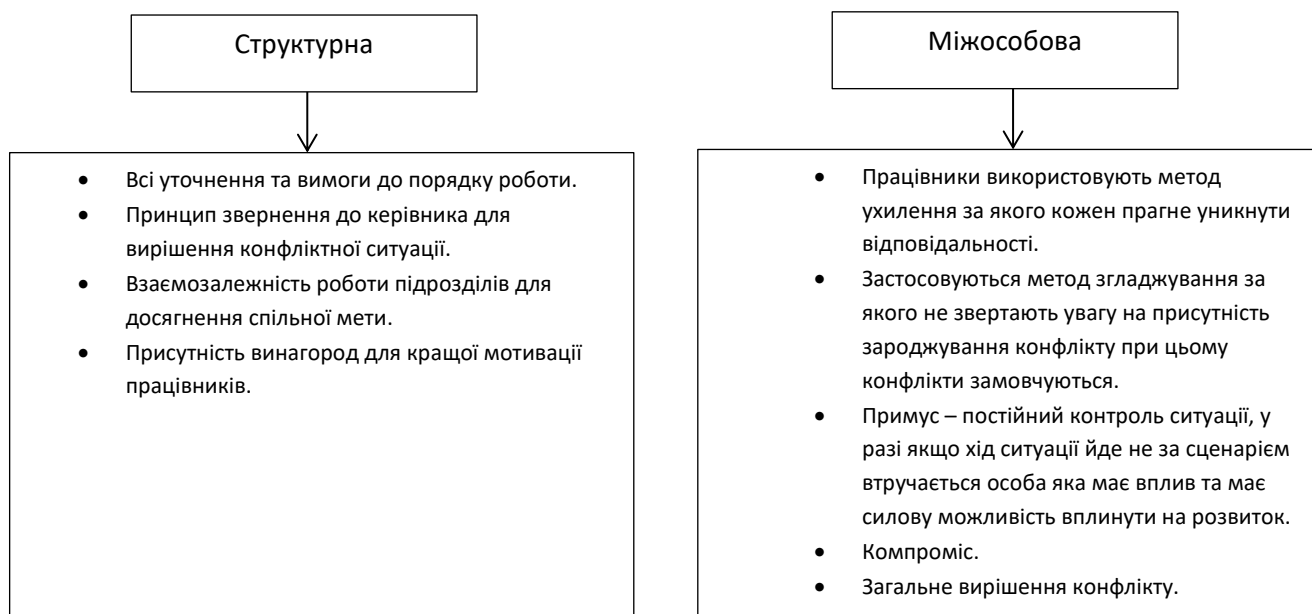 Структурна
• Всі уточнення та вимоги до порядку роботи.
• Принцип звернення до керівника для
вирішення конфліктної ситуації.
• Взаємозалежність роботи підрозділів для
досягнення спільної мети.
• Присутність винагород для кращої мотивації
працівників.
Міжособова
• Працівники використовують метод
ухилення за якого кожен прагне уникнути
відповідальності.
• Застосовуються метод згладжування за
якого не звертають увагу на присутність
зароджування конфлікту при цьому
конфлікти замовчуються.
• Примус – постійний контроль ситуації, у
разі якщо хід ситуації йде не за сценарієм
втручається особа яка має вплив та має
силову можливість вплинути на розвиток.
• Компроміс.
• Загальне вирішення конфлікту.